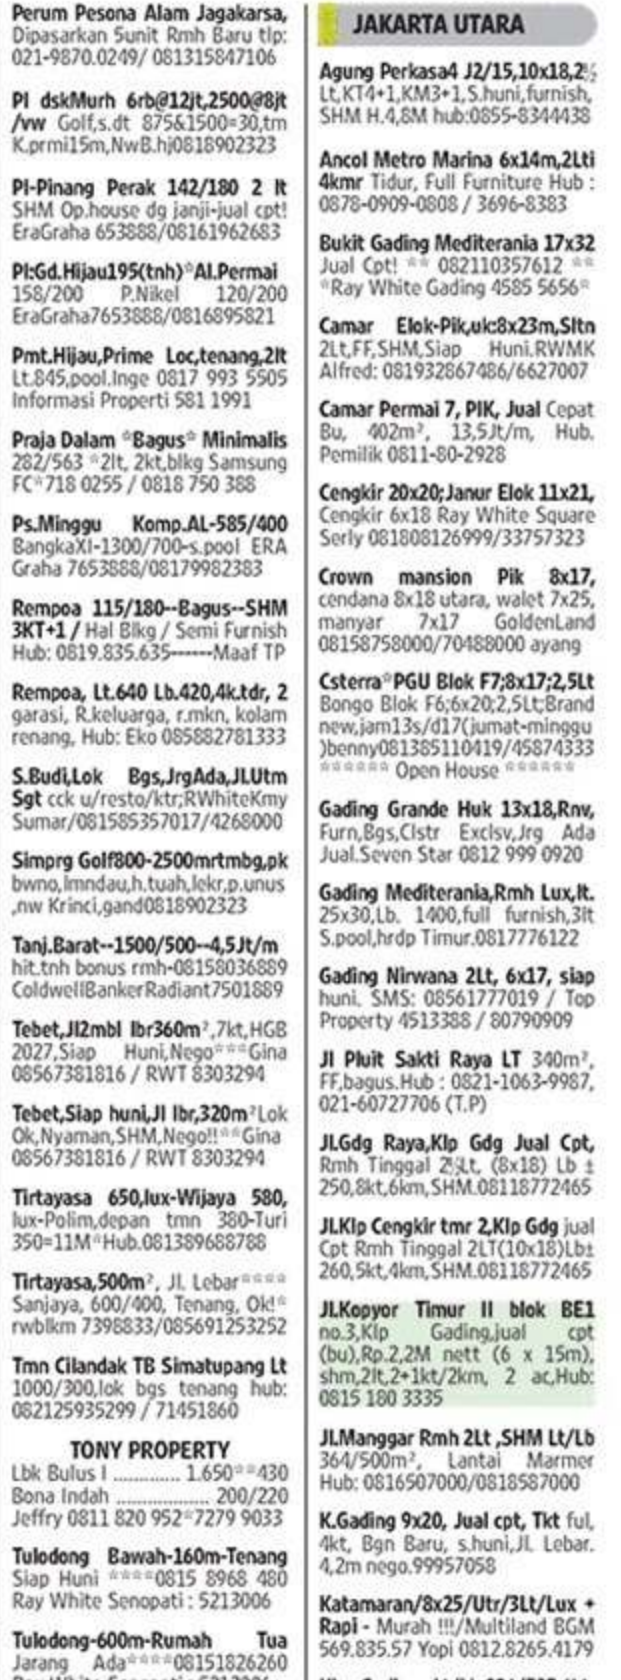 Perum Pesona Alam Jagakarsa,
Dipasarkan 5unit Rmh Baru tlp:
021-9870.0249/ 081315847106
PI dskMurh 6rb@12jt,2500@8jt
/vw Golf,s.dt 875&1500=30,tm
K.prmi15m,NwB.hj0818902323
PI-Pinang Perak 142/180 2 lt
SHM Op.house dg janji-jual cpt!
EraGraha 653888/08161962683
PI:Gd.Hijau195(tnh)*Al.Permai
158/200 P.Nikel 120/200
EraGraha7653888/0816895821
Pmt.Hijau,Prime Loc,tenang,2lt
Lt.845,pool.Inge 0817 993 5505
Informasi Properti 581 1991
Praja Dalam *Bagus* Minimalis
282/563 *2lt, 2kt,blkg Samsung
FC*718 0255 / 0818 750 388
Ps.Minggu Komp.AL-585/400
BangkaXI-1300/700-s.pool ERA
Graha 7653888/08179982383
Rempoa 115/180--Bagus--SHM
3KT+1 / Hal Blkg / Semi Furnish
Hub: 0819.835.635------Maaf TP
Rempoa, Lt.640 Lb.420,4k.tdr, 2
garasi, R.keluarga, r.mkn, kolam
renang, Hub: Eko 085882781333
S.Budi,Lok Bgs,JrgAda,Jl.Utm
Sgt cck u/resto/ktr;RWhiteKmy
Sumar/081585357017/4268000
Simprg Golf800-2500mrtmbg,pk
bwno,lmndau,h.tuah,lekr,p.unus
,nw Krinci,gand0818902323
Tanj.Barat--1500/500--4,5Jt/m
hit.tnh bonus rmh-08158036889
ColdwellBankerRadiant7501889
Tebet,Jl2mbl lbr360m²,7kt,HGB
2027,Siap Huni,Nego***Gina
08567381816 / RWT 8303294
Tebet,Siap huni,Jl lbr,320m²Lok
Ok,Nyaman,SHM,Nego!!**Gina
08567381816 / RWT 8303294
Tirtayasa 650,lux-Wijaya 580,
lux-Polim,depan tmn 380-Turi
350=11M*Hub.081389688788
Tirtayasa,500m², Jl. Lebar****
Sanjaya, 600/400, Tenang, Ok!*
rwblkm 7398833/085691253252
Tmn Cilandak TB Simatupang Lt
1000/300,lok bgs tenang hub:
082125935299 / 71451860
TONY PROPERTY
Lbk Bulus I ............. 1.650**430
Bona Indah .................. 200/220
Jeffry 0811 820 952*7279 9033
Tulodong Bawah-160m-Tenang
Siap Huni ****0815 8968 480
Ray White Senopati : 5213006
Tulodong-600m-Rumah Tua
Jarang Ada****08151826260
JAKARTA UTARA
Agung Perkasa4 J2/15,10x18,2½
Lt,KT4+1,KM3+1,S.huni,furnish,
SHM H.4,8M hub:0855-8344438
Ancol Metro Marina 6x14m,2Lti
4kmr Tidur, Full Furniture Hub :
0878-0909-0808 / 3696-8383
Bukit Gading Mediterania 17x32
Jual Cpt! ** 082110357612 **
*Ray White Gading 4585 5656*
Camar Elok-Pik,uk:8x23m,Sltn
2Lt,FF,SHM,Siap Huni.RWMK
Alfred: 081932867486/6627007
Camar Permai 7, PIK, Jual Cepat
Bu, 402m², 13,5Jt/m, Hub.
Pemilik 0811-80-2928
Cengkir 20x20;Janur Elok 11x21,
Cengkir 6x18 Ray White Square
Serly 081808126999/33757323
Crown mansion Pik 8x17,
cendana 8x18 utara, walet 7x25,
manyar 7x17 GoldenLand
08158758000/70488000 ayang
Csterra*PGU Blok F7;8x17;2,5Lt
Bongo Blok F6;6x20;2,5Lt;Brand
new,jam13s/d17(jumat-minggu
)benny081385110419/45874333
****** Open House ******
Gading Grande Huk 13x18,Rnv,
Furn,Bgs,Clstr Exclsv,Jrg Ada
Jual.Seven Star 0812 999 0920
Gading Mediterania,Rmh Lux,lt.
25x30,Lb. 1400,full furnish,3lt
S.pool,hrdp Timur.0817776122
Gading Nirwana 2Lt, 6x17, siap
huni. SMS: 08561777019 / Top
Property 4513388 / 80790909
Jl Pluit Sakti Raya LT 340m²,
FF,bagus.Hub : 0821-1063-9987,
021-60727706 (T.P)
Jl.Gdg Raya,Klp Gdg Jual Cpt,
Rmh Tinggal 2½Lt, (8x18) Lb ±
250,8kt,6km,SHM.08118772465
Jl.Klp Cengkir tmr 2,Klp Gdg jual
Cpt Rmh Tinggal 2LT(10x18)Lb±
260,5kt,4km,SHM.08118772465
Jl.Kopyor Timur II blok BE1
no.3,Klp Gading,jual cpt
(bu),Rp.2,2M nett (6 x 15m),
shm,2lt,2+1kt/2km, 2 ac,Hub:
0815 180 3335
Jl.Manggar Rmh 2Lt ,SHM Lt/Lb
364/500m², Lantai Marmer
Hub: 0816507000/0818587000
K.Gading 9x20, Jual cpt, Tkt ful,
4kt, Bgn Baru, s.huni,Jl. Lebar.
4,2m nego.99957058
Katamaran/8x25/Utr/3Lt/Lux +
Rapi - Murah !!!/Multiland BGM
569.835.57 Yopi 0812.8265.4179